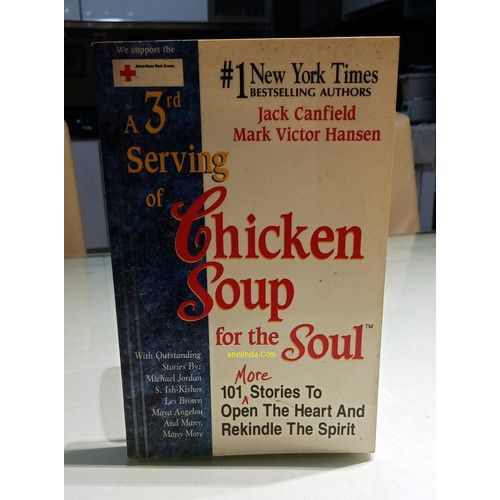 We support the
American Red Cross
A 3rd
Serving
of
#1 New York Times
BESTSELLING AUTHORS
Jack Canfield
Mark Victor Hansen
Chicken
Soup
for the Soul™
anelinda.com
With Outstanding
Stories By:
Michael Jordan
S. Ish-Kishor
Les Brown
Maya Angelou
And Many,
Many More
More
101 ^ Stories To
Open The Heart And
Rekindle The Spirit